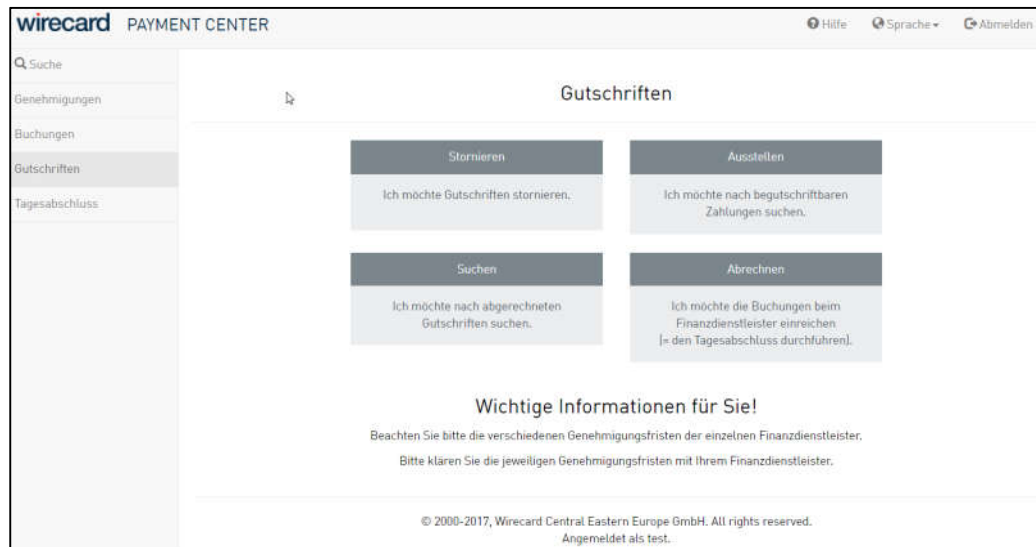 wirecard PAYMENT CENTER
Hilfe Sprache Abmelden
Suche
Genehmigungen
Buchungen
Gutschriften
Tagesabschluss
Gutschriften
Stornieren
Ich möchte Gutschriften stornieren.
Ausstellen
Ich möchte nach begutschriftbaren
Zahlungen suchen.
Suchen
Ich möchte nach abgerechneten
Gutschriften suchen.
Abrechnen
Ich möchte die Buchungen beim
Finanzdienstleister einreichen
(= den Tagesabschluss durchführen).
Wichtige Informationen für Sie!
Beachten Sie bitte die verschiedenen Genehmigungsfristen der einzelnen Finanzdienstleister.
Bitte klären Sie die jeweiligen Genehmigungsfristen mit Ihrem Finanzdienstleister.
© 2000-2017, Wirecard Central Eastern Europe GmbH. All rights reserved.
Angemeldet als test.